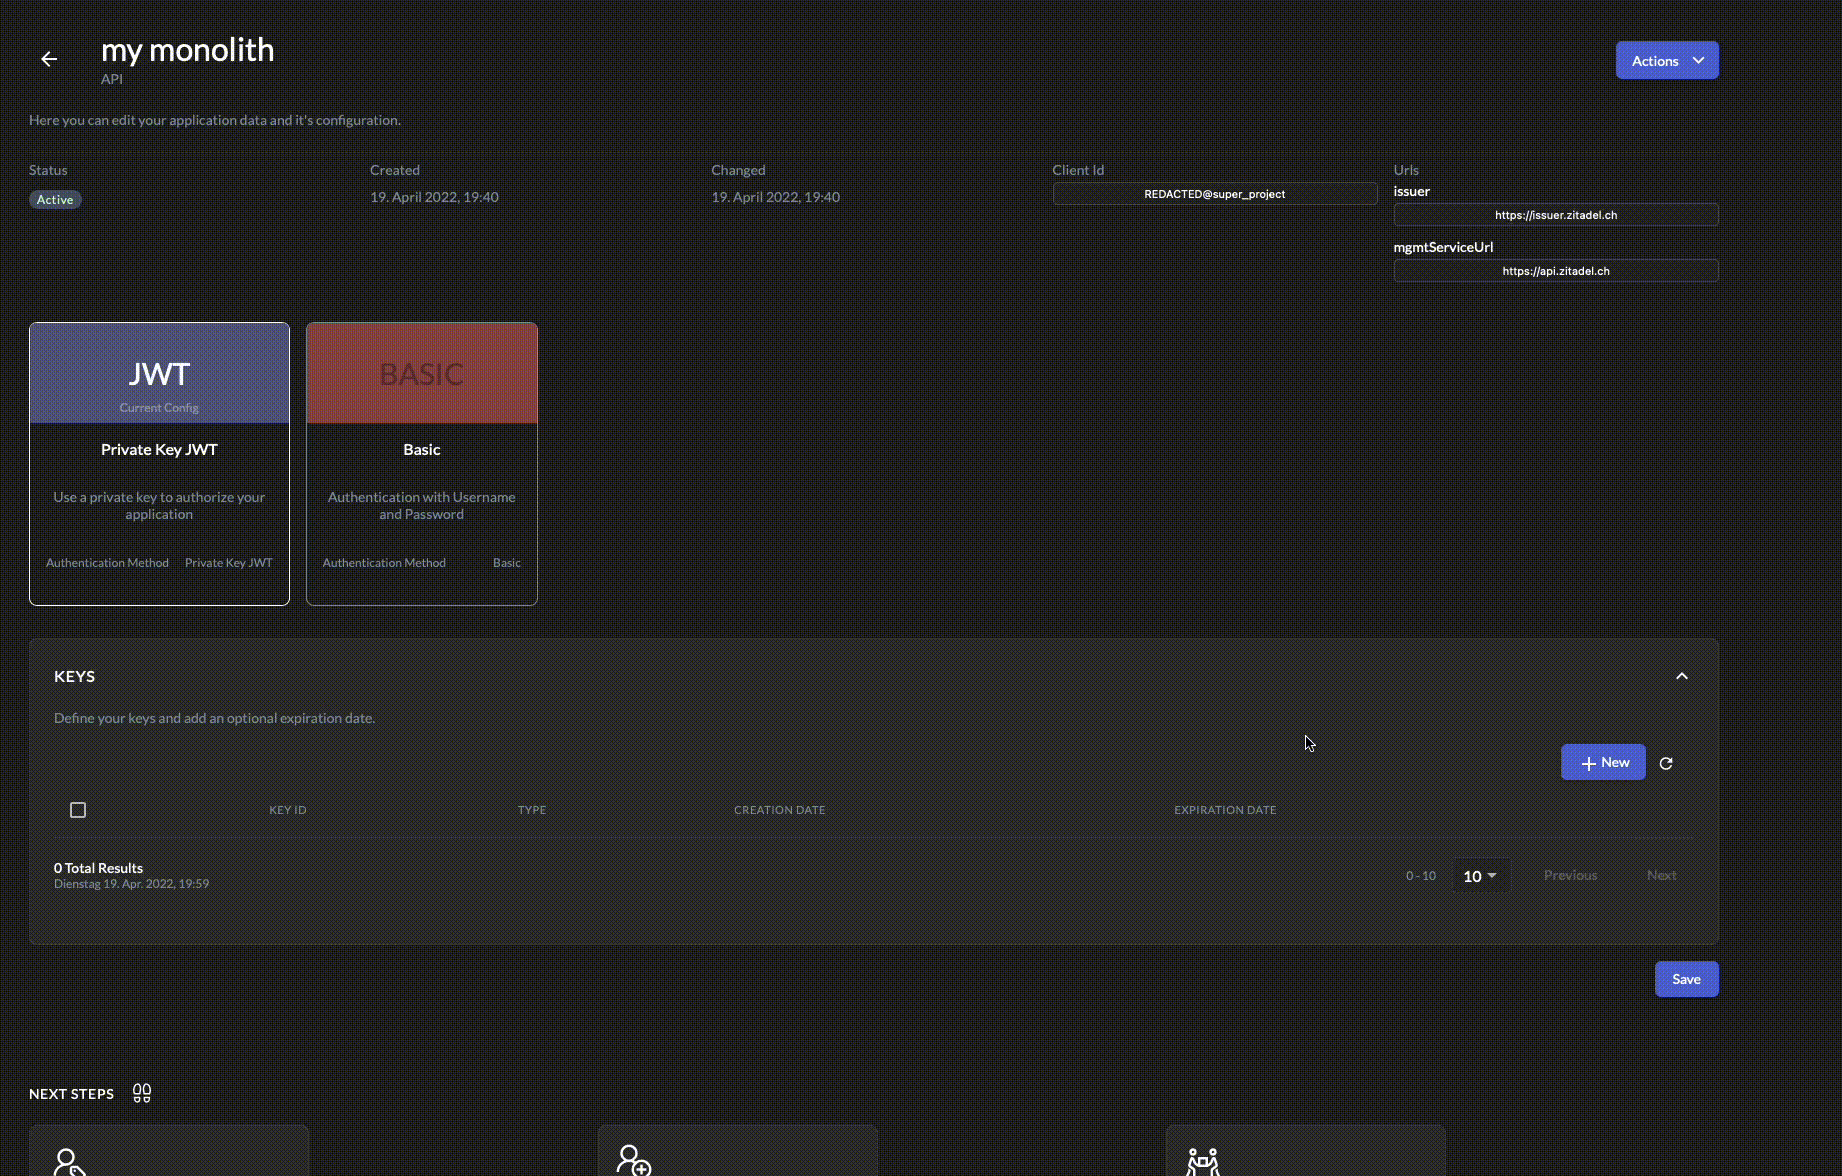 my monolith
API
Actions
Here you can edit your application data and it's configuration.
Status
Active
Created
19. April 2022, 19:40
Changed
19. April 2022, 19:40
Client Id
REDACTED@super_project
Urls
issuer
https://issuer.zitadel.ch
mgmtServiceUrl
https://api.zitadel.ch
JWT
Current Config
Private Key JWT
Use a private key to authorize your
application
Authentication Method Private Key JWT
BASIC
Basic
Authentication with Username
and Password
Authentication Method Basic
KEYS
Define your keys and add an optional expiration date.
New
KEY ID TYPE CREATION DATE EXPIRATION DATE
0 Total Results
Dienstag 19. Apr. 2022, 19:59
0 - 10 10 Previous Next
Save
NEXT STEPS